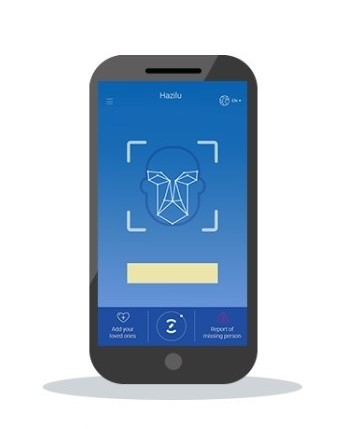 Hazilu
EN
Add your
loved ones
Report of
missing person